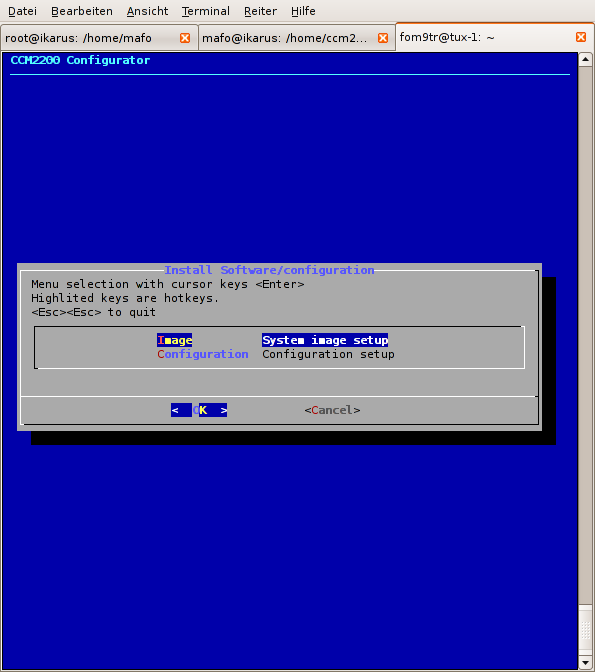 Datei Bearbeiten Ansicht Terminal Reiter Hilfe
root@ikarus: /home/mafo mafo@ikarus: /home/ccm2... fom9tr@tux-1: ~
CCM2200 Configurator
Install Software/configuration
Menu selection with cursor keys <Enter>
Highlited keys are hotkeys.
<Esc><Esc> to quit
Image System image setup
Configuration Configuration setup
< OK > <Cancel>